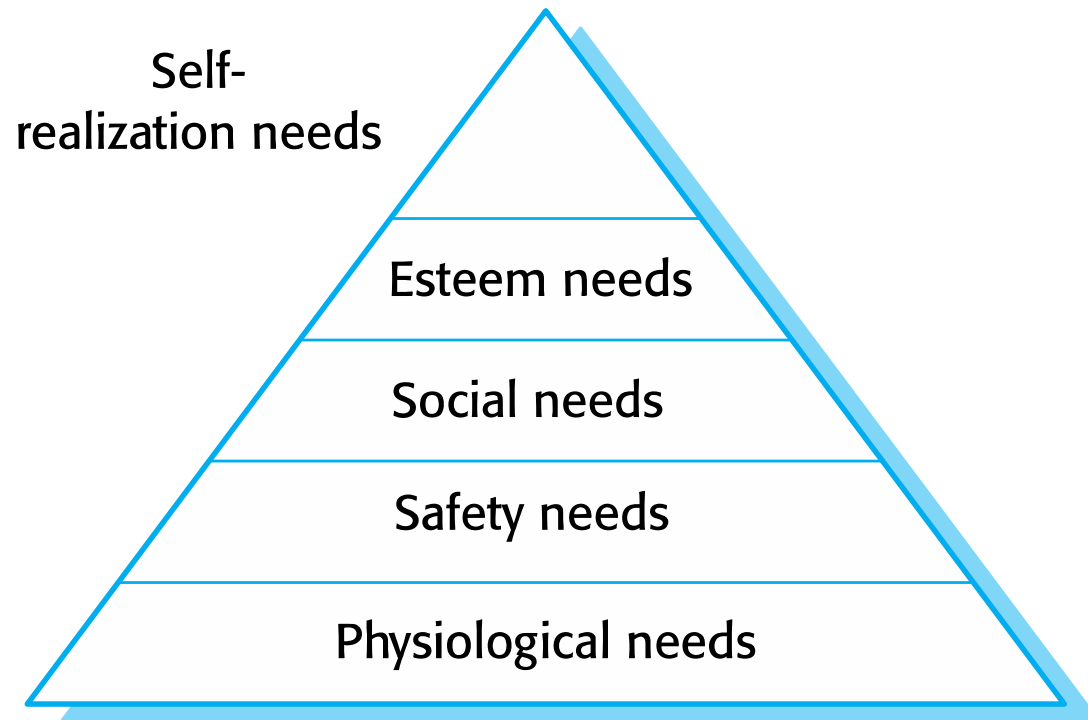 Self-
realization needs
Esteem needs
Social needs
Safety needs
Physiological needs